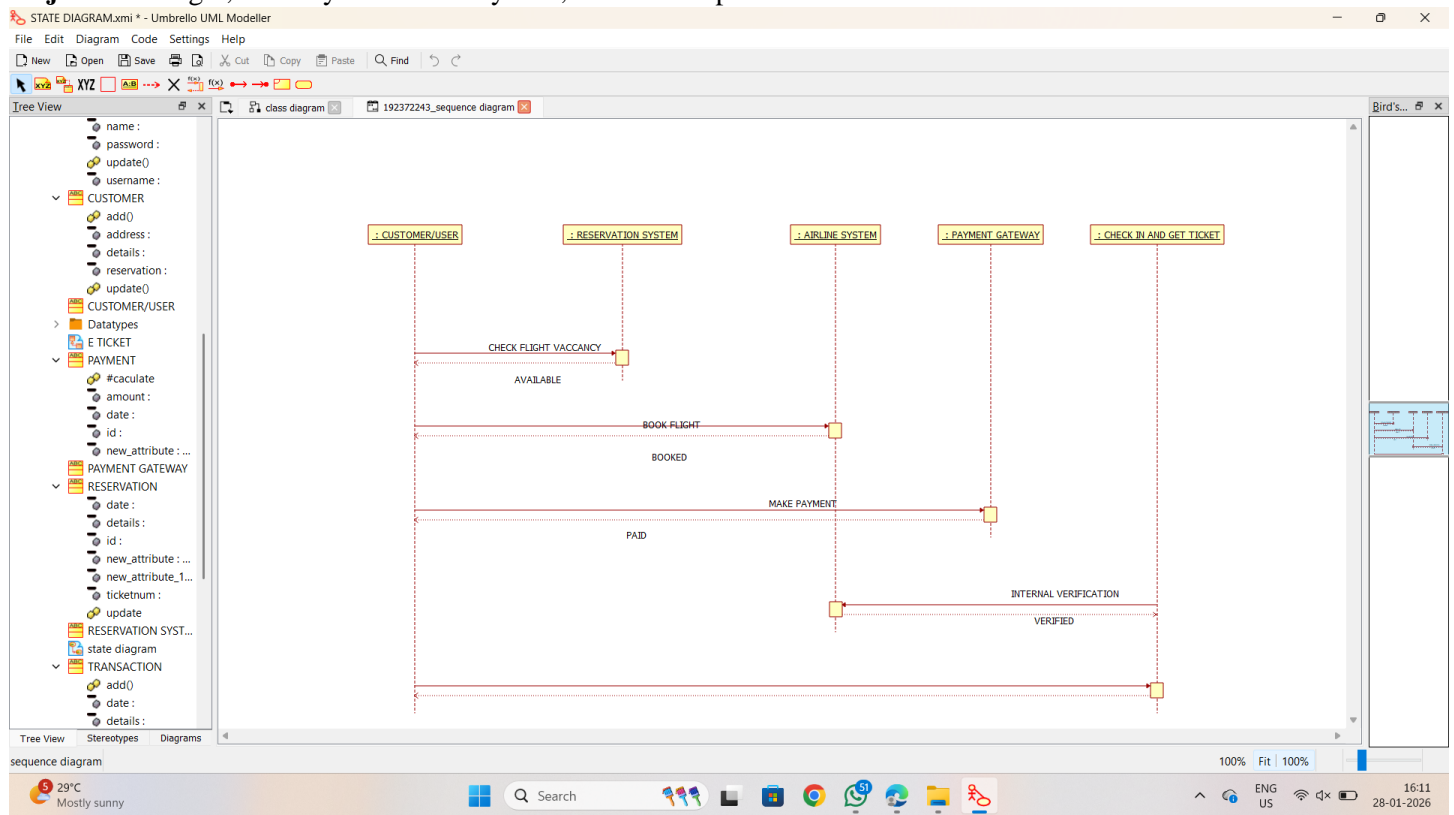 STATE DIAGRAM.xmi * - Umbrello UML Modeller
File Edit Diagram Code Settings Help
New Open Save Cut Copy Paste Find
XYZ XYZ A:B f(x) f(x)
Tree View
class diagram 192372243_sequence diagram
Bird's...
name :
password :
update()
username :
CUSTOMER
add()
address :
details :
reservation :
update()
CUSTOMER/USER
Datatypes
E TICKET
PAYMENT
#caculate
amount :
date :
id :
new_attribute : ...
PAYMENT GATEWAY
RESERVATION
date :
details :
id :
new_attribute : ...
new_attribute_1...
ticketnum :
update
RESERVATION SYST...
state diagram
TRANSACTION
add()
date :
details :
Tree View Stereotypes Diagrams
: CUSTOMER/USER : RESERVATION SYSTEM : AIRLINE SYSTEM : PAYMENT GATEWAY : CHECK IN AND GET TICKET
CHECK FLIGHT VACCANCY
AVAILABLE
BOOK FLIGHT
BOOKED
MAKE PAYMENT
PAID
INTERNAL VERIFICATION
VERIFIED
sequence diagram
100% Fit 100%
5
29°C
Mostly sunny
Search
51
ENG
US
16:11
28-01-2026